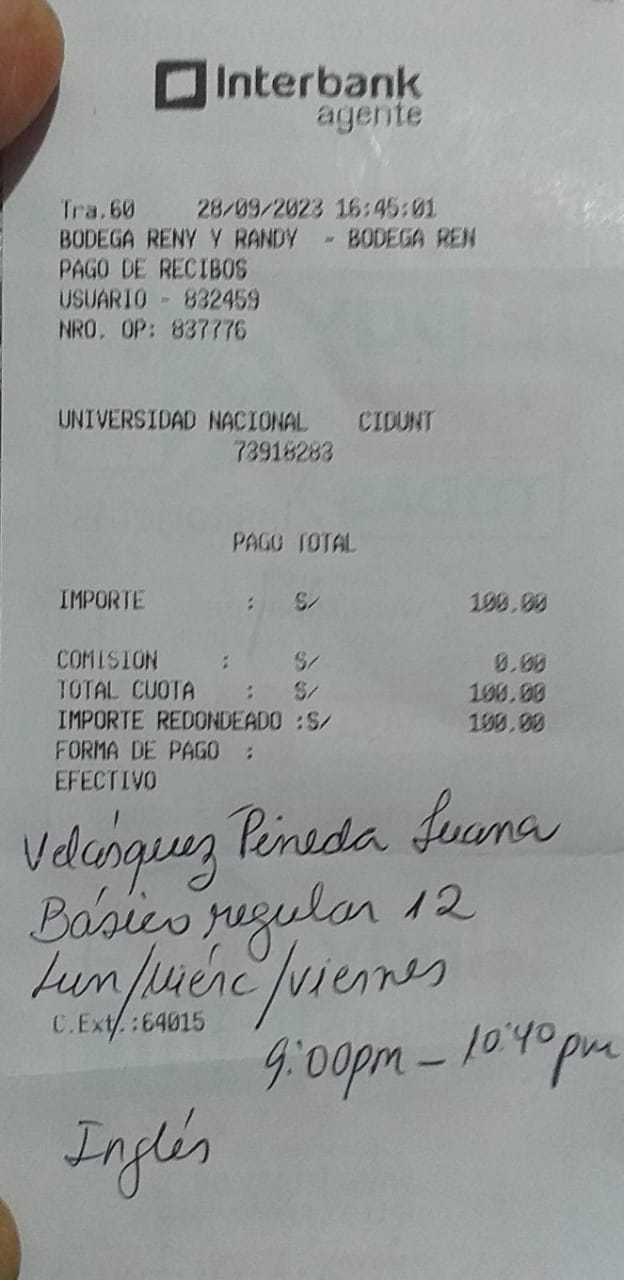 Interbank
agente
Tra.60 28/09/2023 16:45:01
BODEGA RENY Y RANDY - BODEGA REN
PAGO DE RECIBOS
USUARIO - 832459
NRO. OP: 837776
UNIVERSIDAD NACIONAL CIDUNT
73918283
PAGO TOTAL
IMPORTE : S/ 100.00
COMISION : S/ 0.00
TOTAL CUOTA : S/ 100.00
IMPORTE REDONDEADO :S/ 100.00
FORMA DE PAGO :
EFECTIVO
Velásquez Pineda Luana
Básico regular 12
Lun/Miérc/viernes
C.Ext.:64015
9:00pm - 10:40pm
Inglés